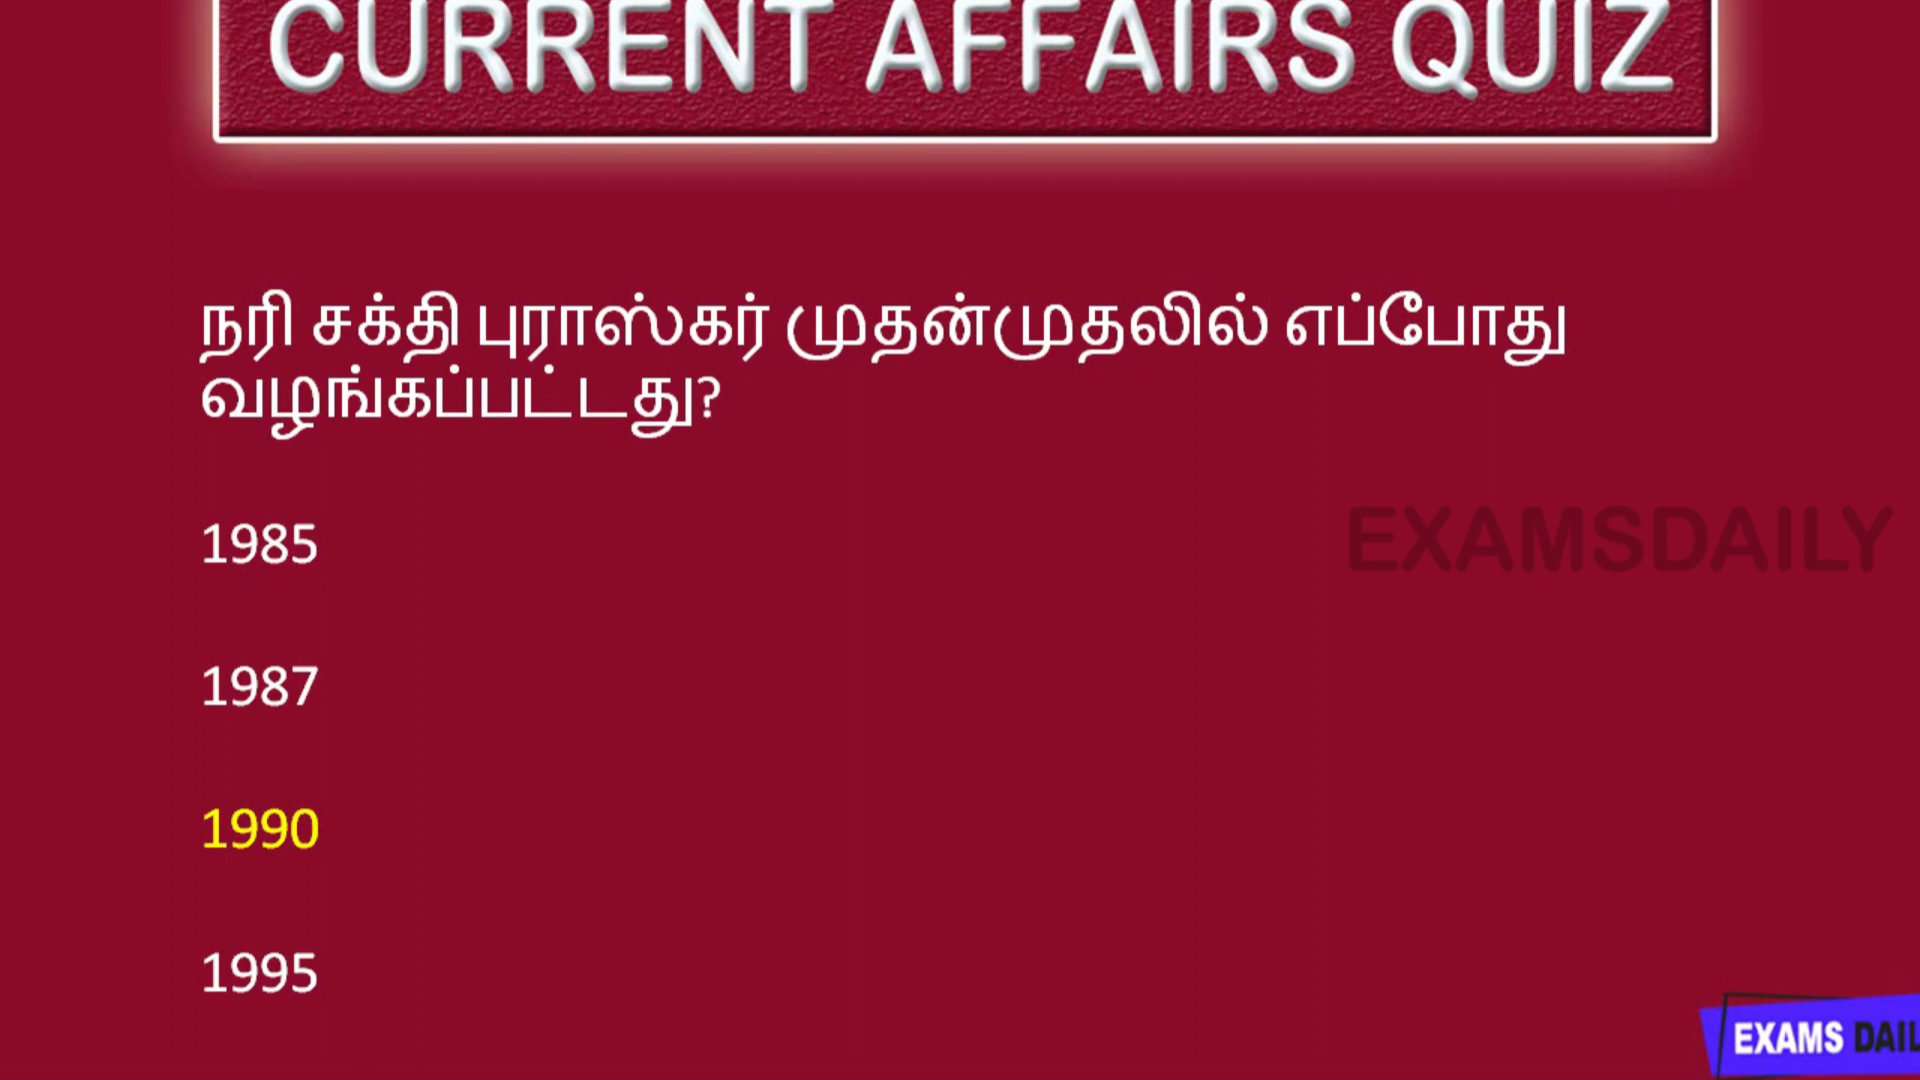 CURRENT AFFAIRS QUIZ
நரி சக்தி புராஸ்கர் முதன்முதலில் எப்போது
வழங்கப்பட்டது?
1985
EXAMSDAILY
1987
1990
1995
EXAMS DAIL